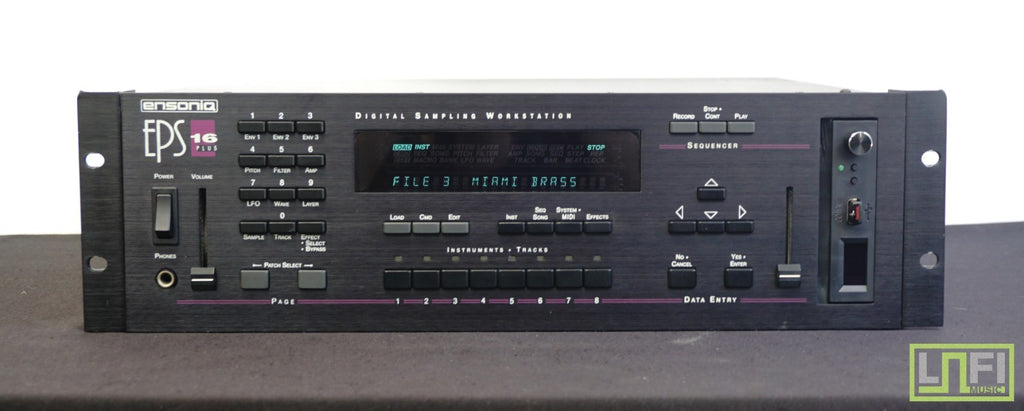 ensoniq
EPS 16 PLUS
DIGITAL SAMPLING WORKSTATION
1 2 3
ENV 1 ENV 2 ENV 3
4 5 6
PITCH FILTER AMP
7 8 9
LFO WAVE LAYER
0
SAMPLE TRACK EFFECT
• SELECT
• BYPASS
POWER VOLUME
PHONES
← PATCH SELECT →
PAGE
LOAD INST STOP
FILE 3 MIAMI BRASS
LOAD CMD EDIT
INST SEQ SONG SYSTEM • MIDI EFFECTS
INSTRUMENTS • TRACKS
1 2 3 4 5 6 7 8
RECORD STOP • CONT PLAY
SEQUENCER
NO • CANCEL YES • ENTER
DATA ENTRY
LNFI
MUSIC